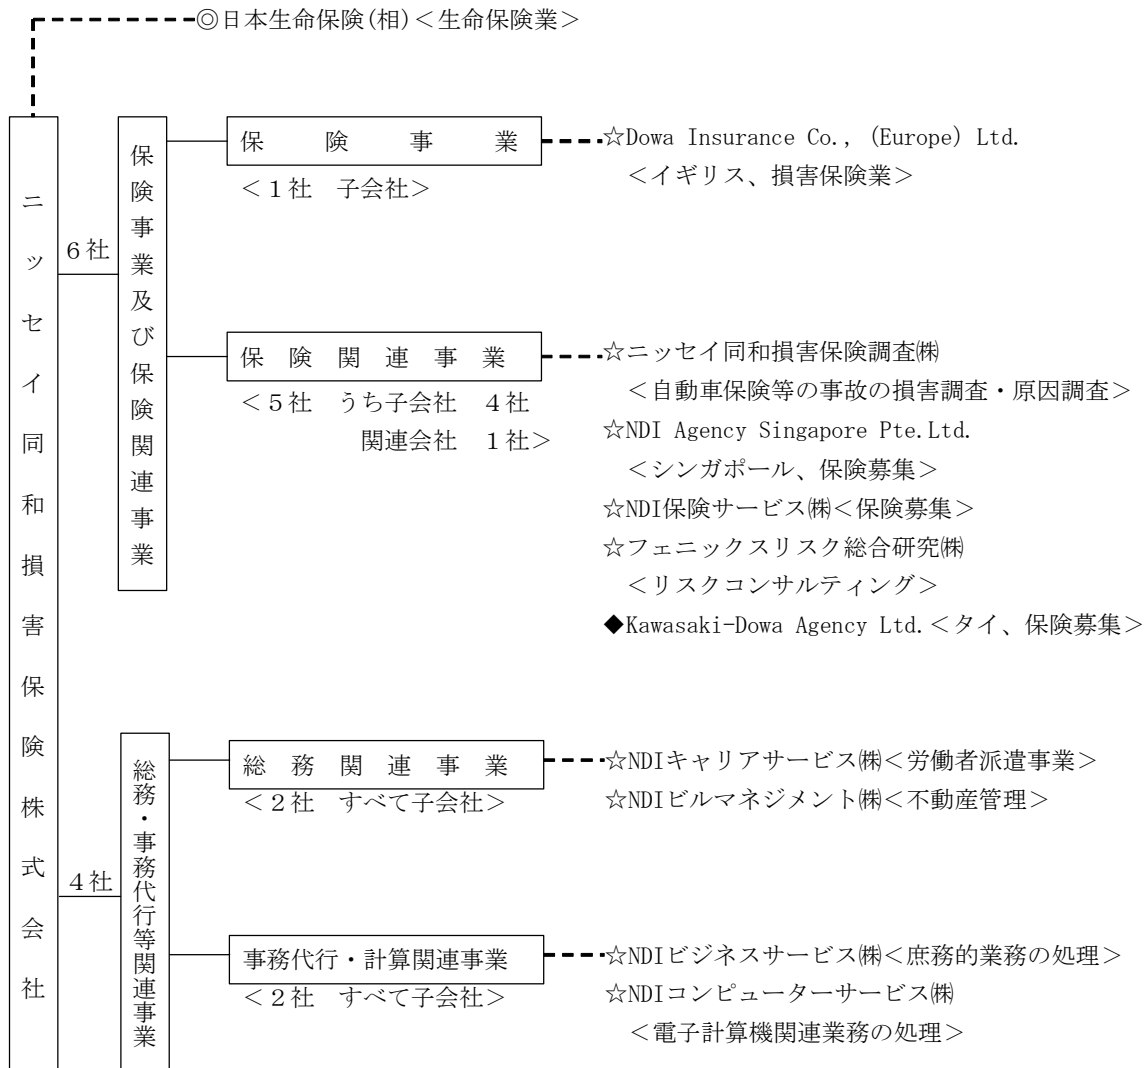 ◎日本生命保険(相)＜生命保険業＞
ニッセイ同和損害保険株式会社
6社
保険事業及び保険関連事業
保険事業
＜1社　子会社＞
☆Dowa Insurance Co., (Europe) Ltd.
＜イギリス、損害保険業＞
保険関連事業
＜5社　うち子会社　4社
関連会社　1社＞
☆ニッセイ同和損害保険調査㈱
＜自動車保険等の事故の損害調査・原因調査＞
☆NDI Agency Singapore Pte.Ltd.
＜シンガポール、保険募集＞
☆NDI保険サービス㈱＜保険募集＞
☆フェニックスリスク総合研究㈱
＜リスクコンサルティング＞
◆Kawasaki-Dowa Agency Ltd.＜タイ、保険募集＞
4社
総務・事務代行等関連事業
総務関連事業
＜2社　すべて子会社＞
☆NDIキャリアサービス㈱＜労働者派遣事業＞
☆NDIビルマネジメント㈱＜不動産管理＞
事務代行・計算関連事業
＜2社　すべて子会社＞
☆NDIビジネスサービス㈱＜庶務的業務の処理＞
☆NDIコンピューターサービス㈱
＜電子計算機関連業務の処理＞